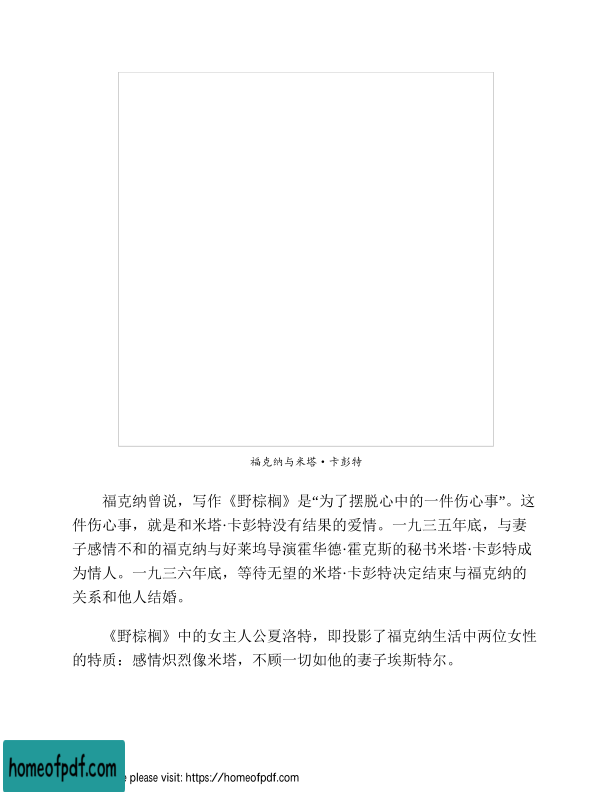 福克纳与米塔·卡彭特
福克纳曾说，写作《野棕榈》是“为了摆脱心中的一件伤心事”。这
件伤心事，就是和米塔·卡彭特没有结果的爱情。一九三五年底，与妻
子感情不和的福克纳与好莱坞导演霍华德·霍克斯的秘书米塔·卡彭特成
为情人。一九三六年底，等待无望的米塔·卡彭特决定结束与福克纳的
关系和他人结婚。
《野棕榈》中的女主人公夏洛特，即投影了福克纳生活中两位女性
的特质：感情炽烈像米塔，不顾一切如他的妻子埃斯特尔。
homeofpdf.com
e please visit: https://homeofpdf.com